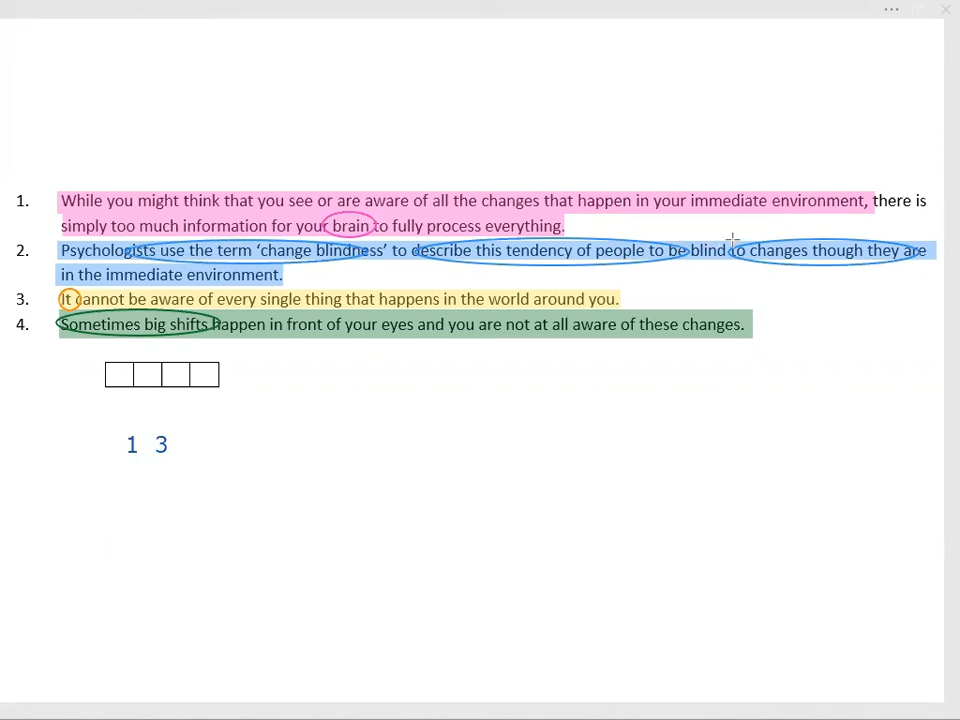 1. While you might think that you see or are aware of all the changes that happen in your immediate environment, there is
simply too much information for your brain to fully process everything.
2. Psychologists use the term ‘change blindness’ to describe this tendency of people to be blind to changes though they are
in the immediate environment.
3. It cannot be aware of every single thing that happens in the world around you.
4. Sometimes big shifts happen in front of your eyes and you are not at all aware of these changes.
1 3